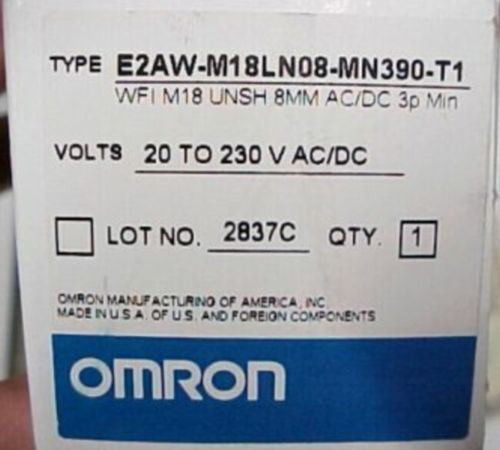 TYPE E2AW-M18LN08-MN390-T1
WFI M18 UNSH 8MM AC/DC 3p Min
VOLTS 20 TO 230 V AC/DC
LOT NO. 2837C QTY. 1
OMRON MANUFACTURING OF AMERICA, INC.
MADE IN U.S.A. OF U.S. AND FOREIGN COMPONENTS
OMRON